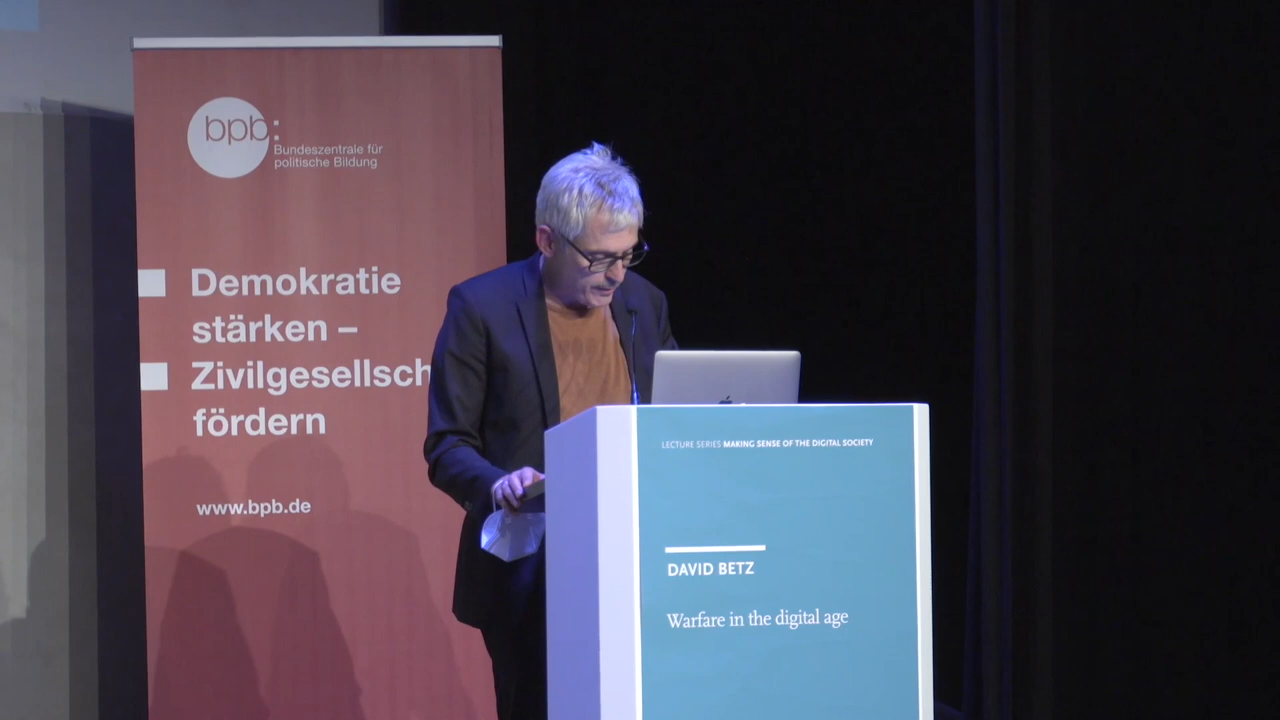 bpb:
Bundeszentrale für
politische Bildung
Demokratie
stärken –
Zivilgesellsch
fördern
www.bpb.de
LECTURE SERIES MAKING SENSE OF THE DIGITAL SOCIETY
DAVID BETZ
Warfare in the digital age